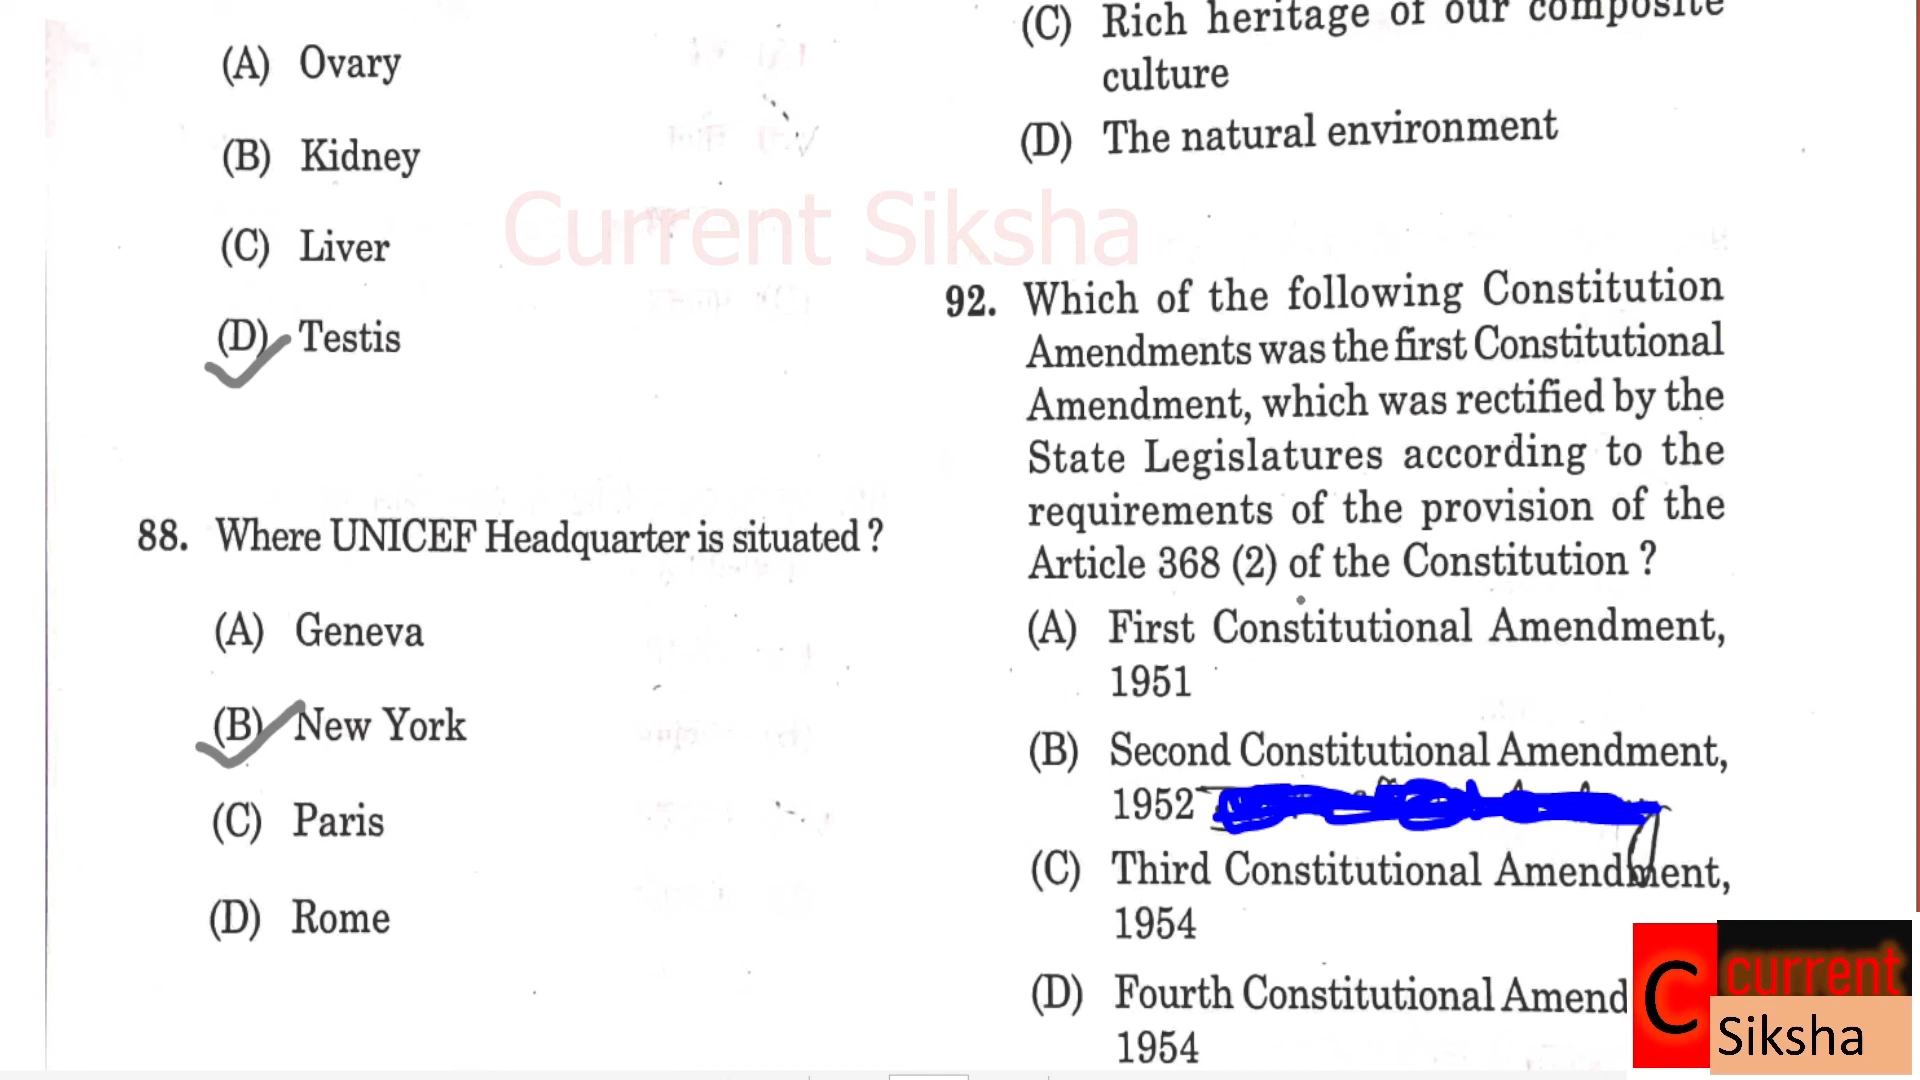 (A) Ovary
(B) Kidney
(C) Liver
(D) Testis
88. Where UNICEF Headquarter is situated ?
(A) Geneva
(B) New York
(C) Paris
(D) Rome
(C) Rich heritage of our composite
culture
(D) The natural environment
92. Which of the following Constitution
Amendments was the first Constitutional
Amendment, which was rectified by the
State Legislatures according to the
requirements of the provision of the
Article 368 (2) of the Constitution ?
(A) First Constitutional Amendment,
1951
(B) Second Constitutional Amendment,
1952
(C) Third Constitutional Amendment,
1954
(D) Fourth Constitutional Amend
1954
Current Siksha
C current
Siksha